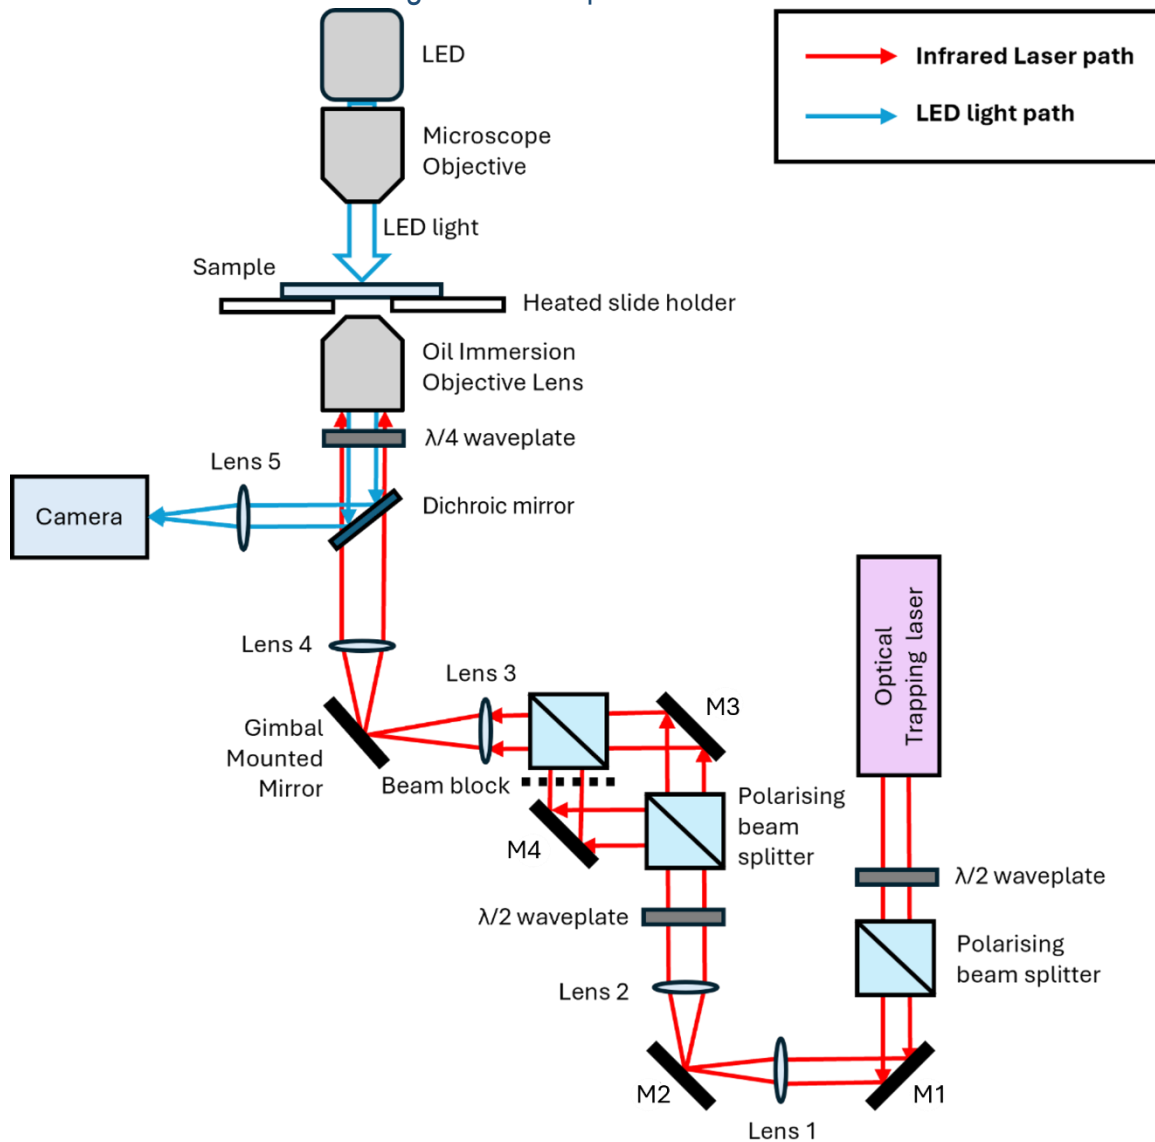 LED
Infrared Laser path
LED light path
Microscope
Objective
LED light
Sample
Heated slide holder
Oil Immersion
Objective Lens
λ/4 waveplate
Lens 5
Camera
Dichroic mirror
Optical
Trapping laser
Lens 4
Lens 3
M3
Gimbal
Mounted
Mirror
Beam block
M4
Polarising
beam
splitter
λ/2 waveplate
λ/2 waveplate
Polarising
beam splitter
Lens 2
M2
M1
Lens 1